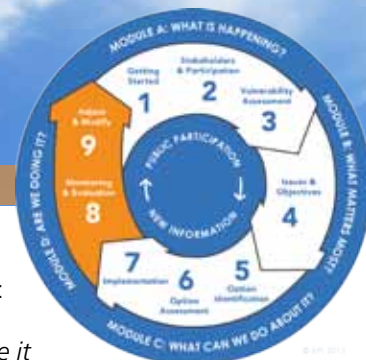 MODULE A: WHAT IS HAPPENING?
Getting
Started
1
Stakeholders
& Participation
2
Vulnerability
Assessment
3
MODULE B: WHAT MATTERS MOST?
Issues &
Objectives
4
5
Option
Identification
6
Option
Assessment
7
Implementation
MODULE C: WHAT CAN WE DO ABOUT IT?
Monitoring
& Evaluation
8
Adjust
& Modify
9
MODULE D: ARE WE DOING IT?
PUBLIC PARTICIPATION
NEW INFORMATION
:
e it